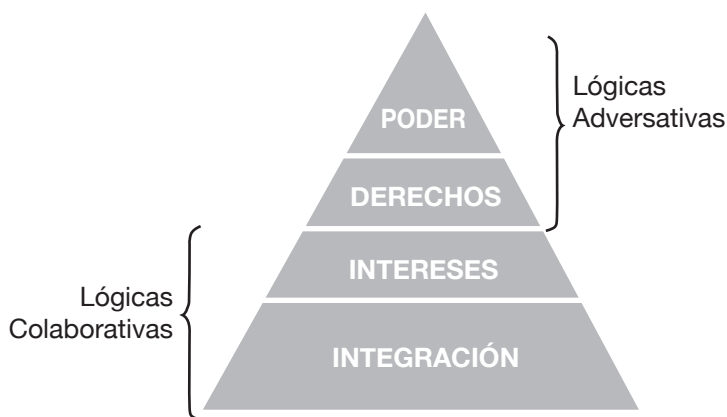 PODER
Lógicas
Adversativas
DERECHOS
INTERESES
Lógicas
Colaborativas
INTEGRACIÓN